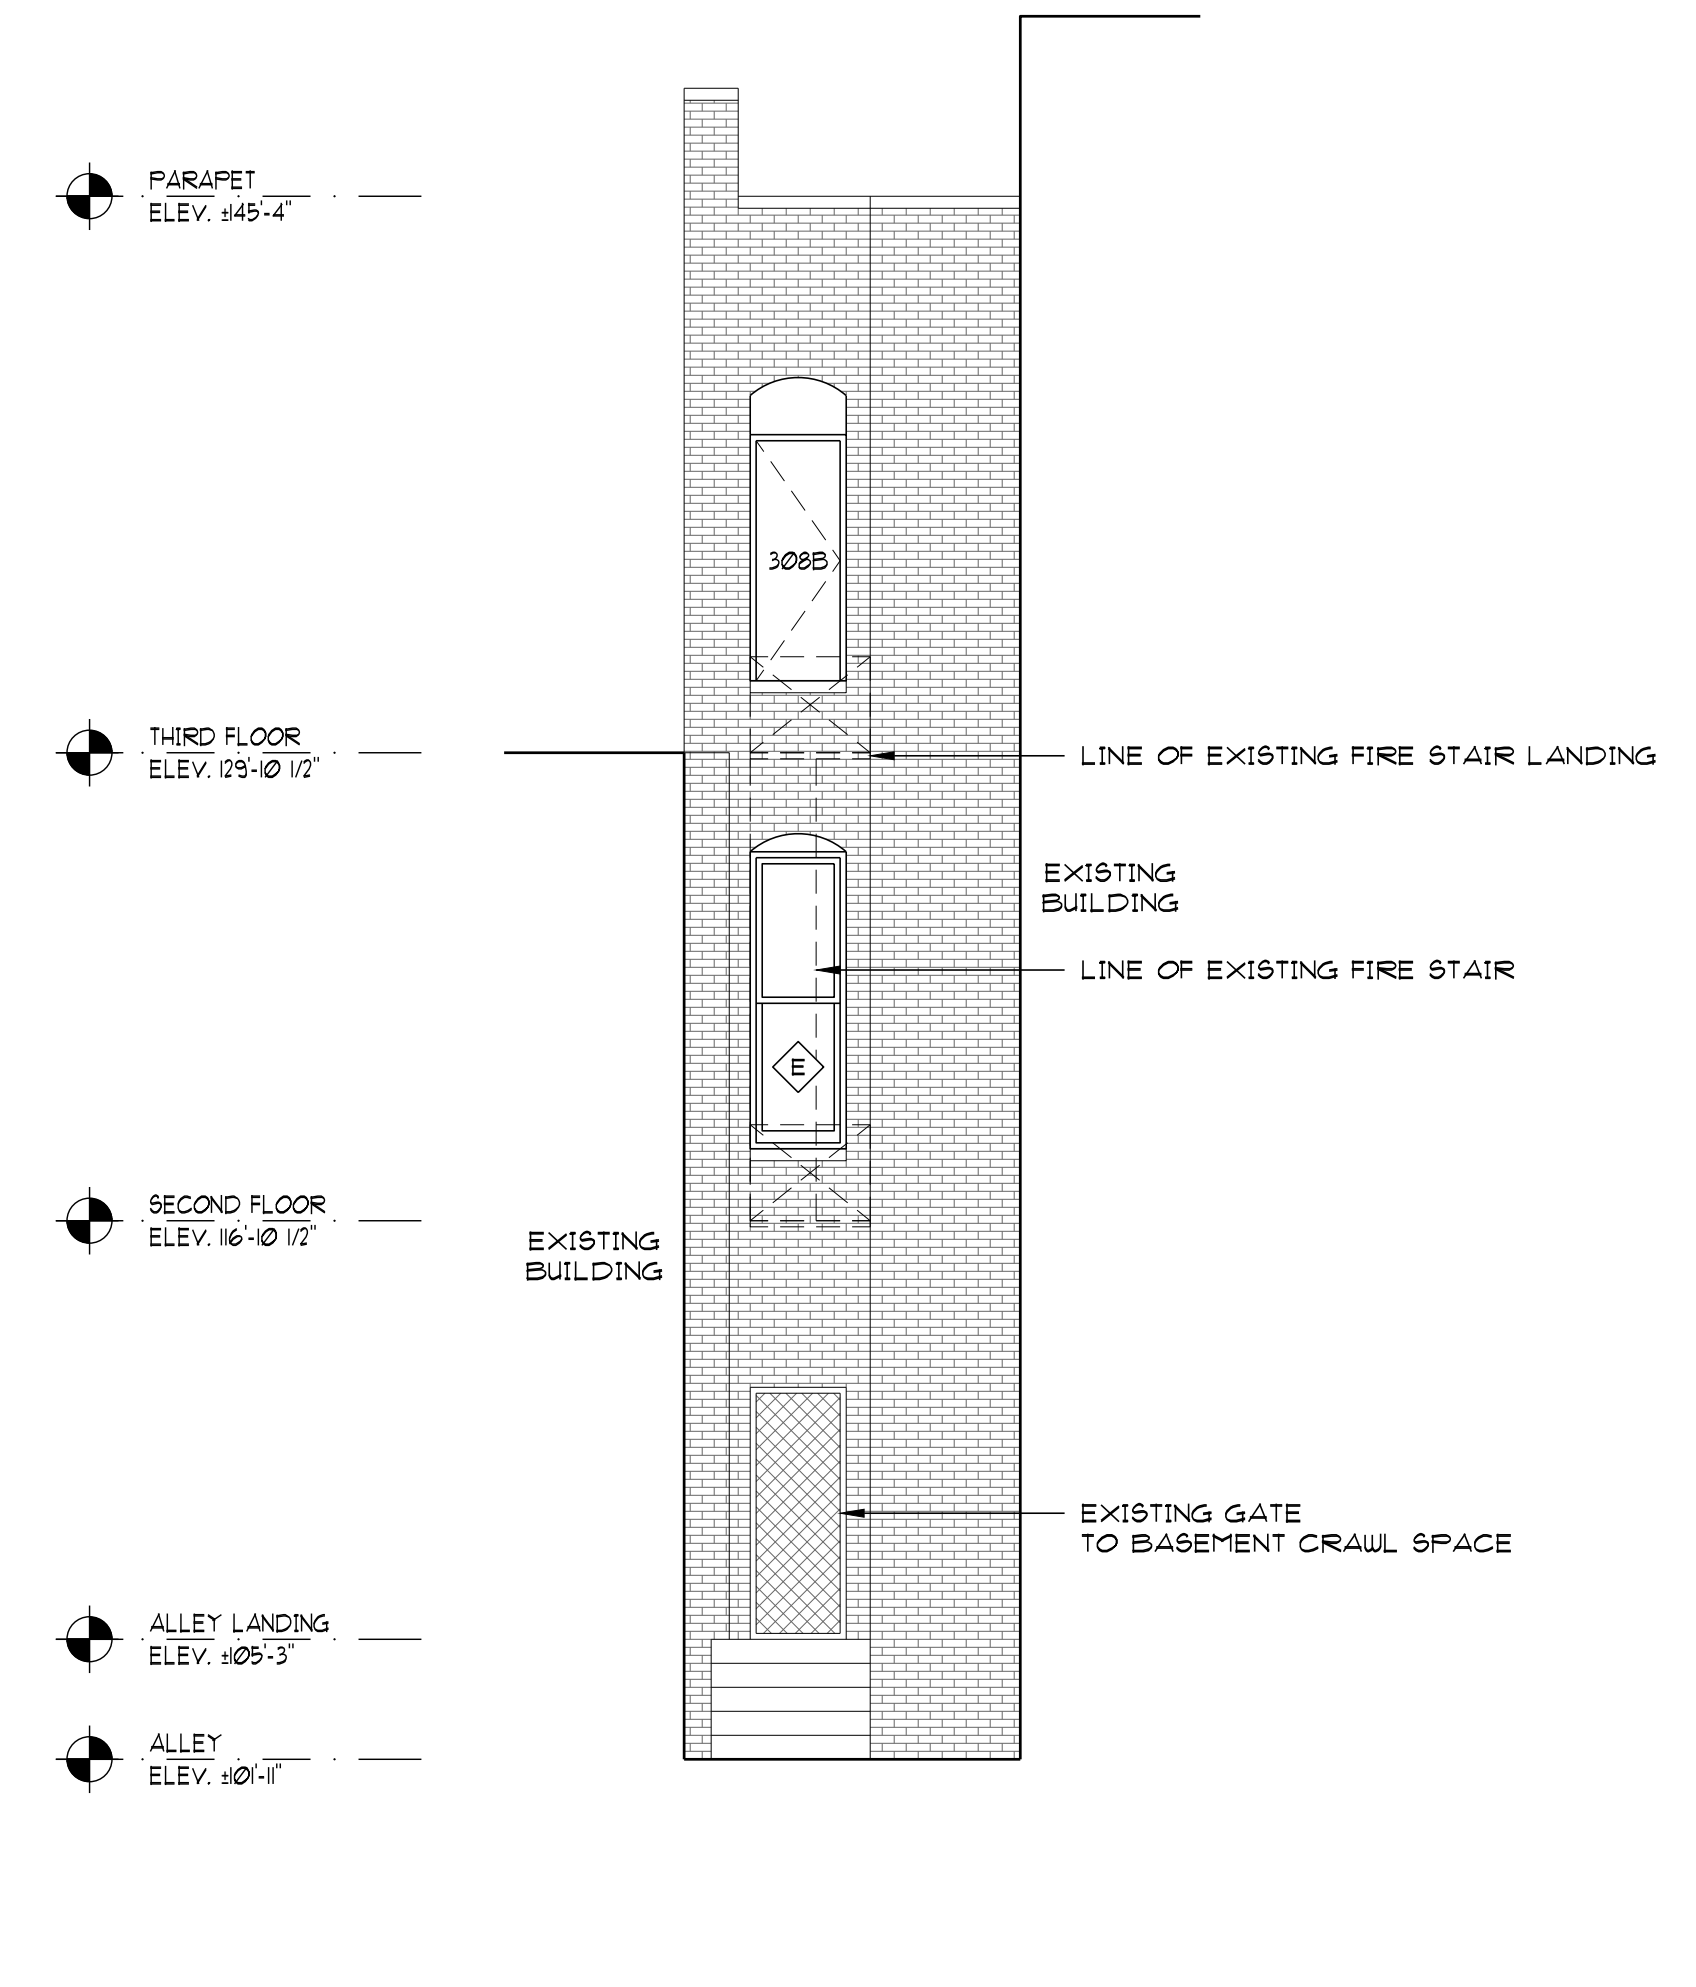 PARAPET
ELEV. ±145'-4"
308B
THIRD FLOOR
ELEV. 129'-10 1/2"
LINE OF EXISTING FIRE STAIR LANDING
EXISTING
BUILDING
LINE OF EXISTING FIRE STAIR
E
SECOND FLOOR
ELEV. 116'-10 1/2"
EXISTING
BUILDING
EXISTING GATE
TO BASEMENT CRAWL SPACE
ALLEY LANDING
ELEV. ±105'-3"
ALLEY
ELEV. ±101'-11"